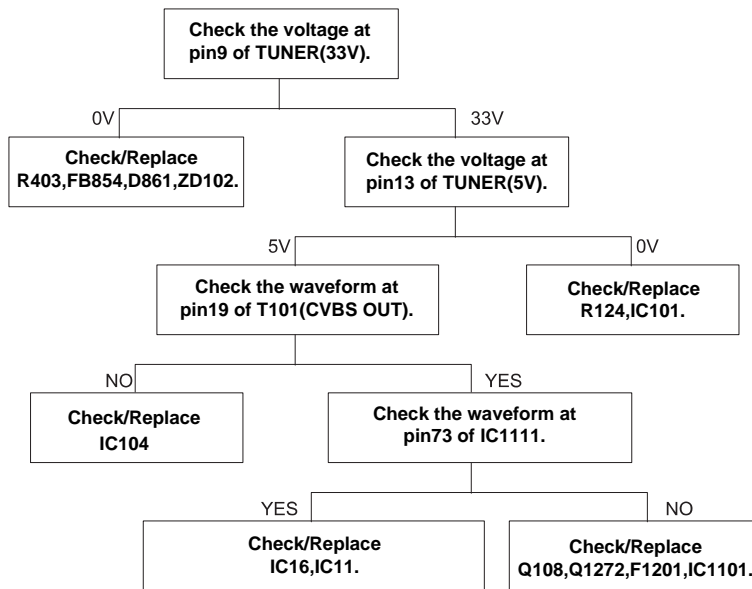 Check the voltage at
pin9 of TUNER(33V).
0V
33V
Check/Replace
R403,FB854,D861,ZD102.
Check the voltage at
pin13 of TUNER(5V).
5V
0V
Check the waveform at
pin19 of T101(CVBS OUT).
Check/Replace
R124,IC101.
NO
YES
Check/Replace
IC104
Check the waveform at
pin73 of IC1111.
YES
NO
Check/Replace
IC16,IC11.
Check/Replace
Q108,Q1272,F1201,IC1101.